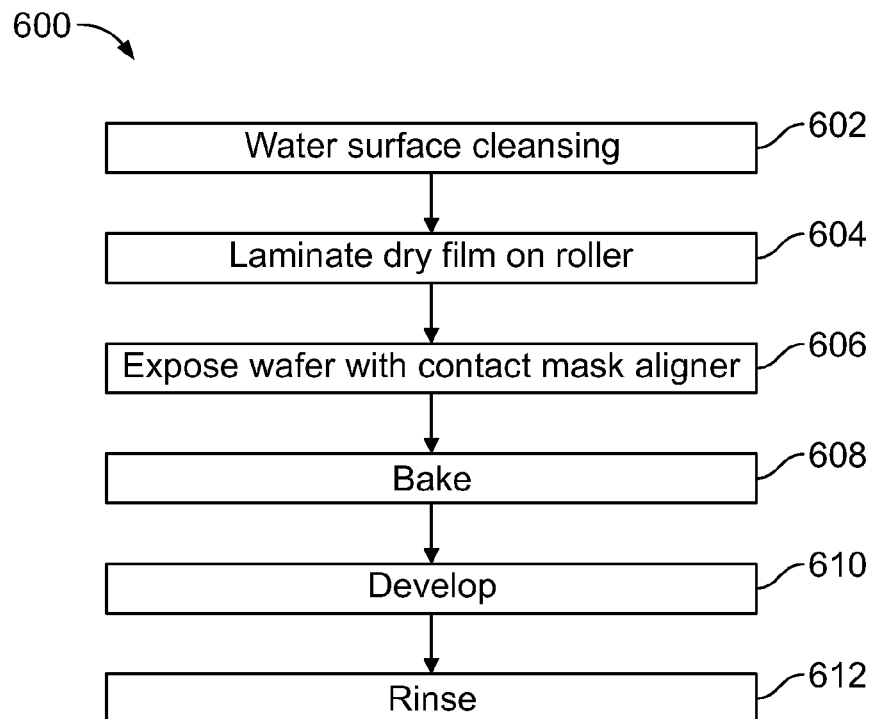 600
Water surface cleansing 602
Laminate dry film on roller 604
Expose wafer with contact mask aligner 606
Bake 608
Develop 610
Rinse 612